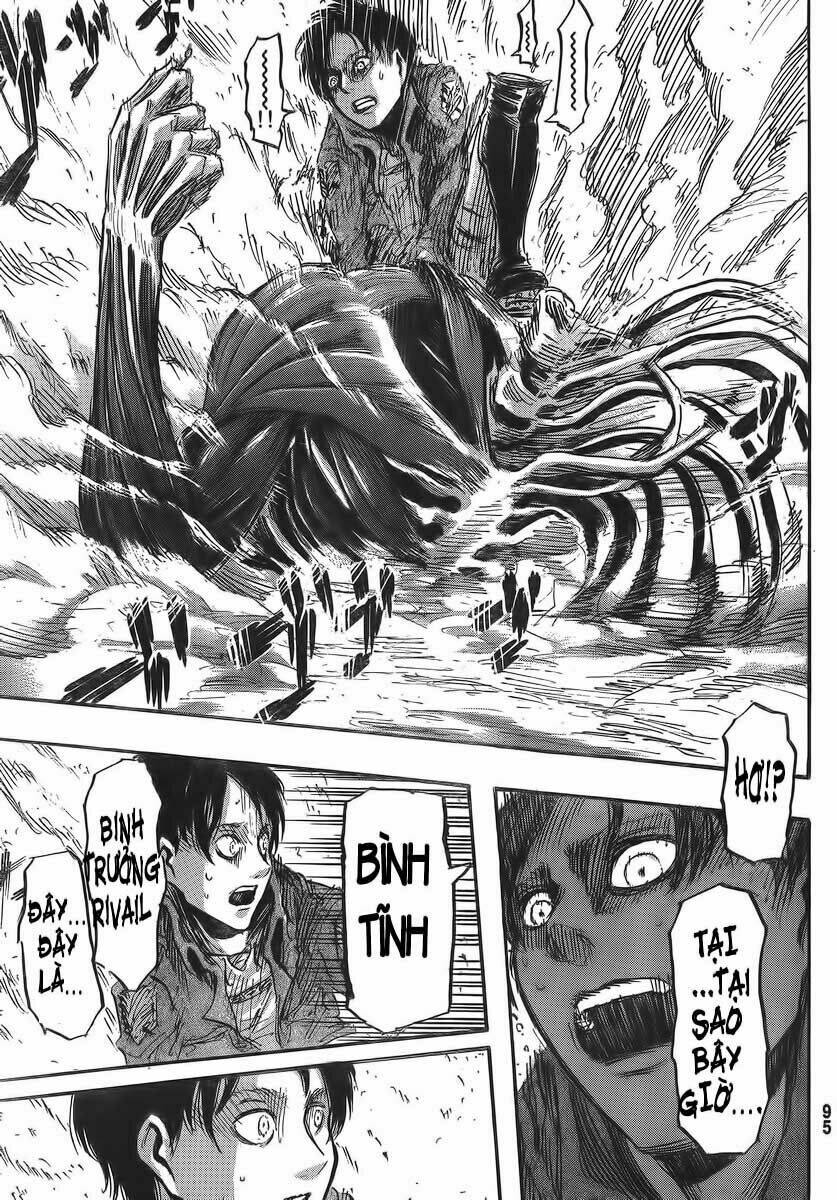 HƠ!!?
TẠI
...TẠI
SAO
BÂY
GIỜ....
BÌNH
TĨNH
BINH
TRƯỞNG
RIVAIL
ĐÂY...
ĐÂY
LÀ...
95